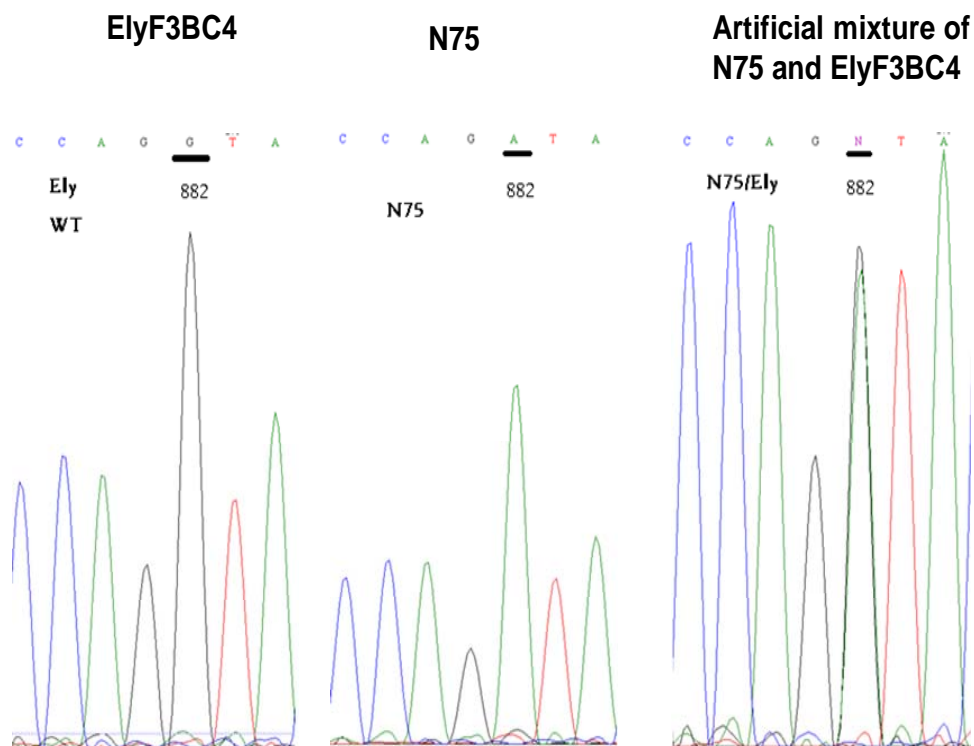 ElyF3BC4
N75
Artificial mixture of
N75 and ElyF3BC4
C C A G G T A
Ely
WT
882
C C A G A T A
N75
882
C C A G N T A
N75/Ely
882